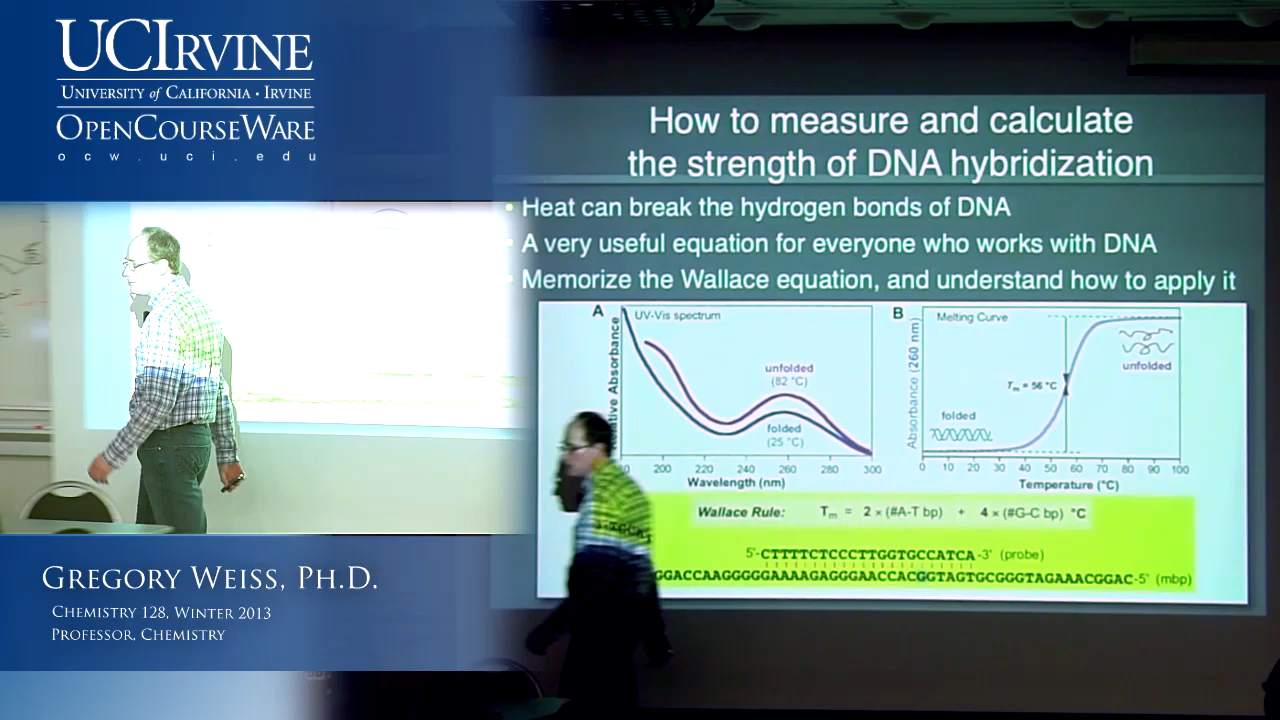 UCIRVINE
UNIVERSITY of CALIFORNIA · IRVINE
OPENCOURSEWARE
ocw.uci.edu
How to measure and calculate
the strength of DNA hybridization
• Heat can break the hydrogen bonds of DNA
• A very useful equation for everyone who works with DNA
• Memorize the Wallace equation, and understand how to apply it
A
UV-Vis spectrum
Absorbance
unfolded
(82 °C)
folded
(25 °C)
200 220 240 260 280 300
Wavelength (nm)
B
Melting Curve
Absorbance (260 nm)
Tm = 56 °C
unfolded
folded
0 10 20 30 40 50 60 70 80 90 100
Temperature (°C)
Wallace Rule: Tm = 2 × (#A-T bp) + 4 × (#G-C bp) °C
5'-CTTTTCTCCCTTGGTGCCATCA-3' (probe)
GGACCAAGGGGGAAAAGAGGGAACCACGGTAGTGCGGGTAGAAACGGAC-5' (mbp)
GREGORY WEISS, PH.D.
CHEMISTRY 128, WINTER 2013
PROFESSOR, CHEMISTRY